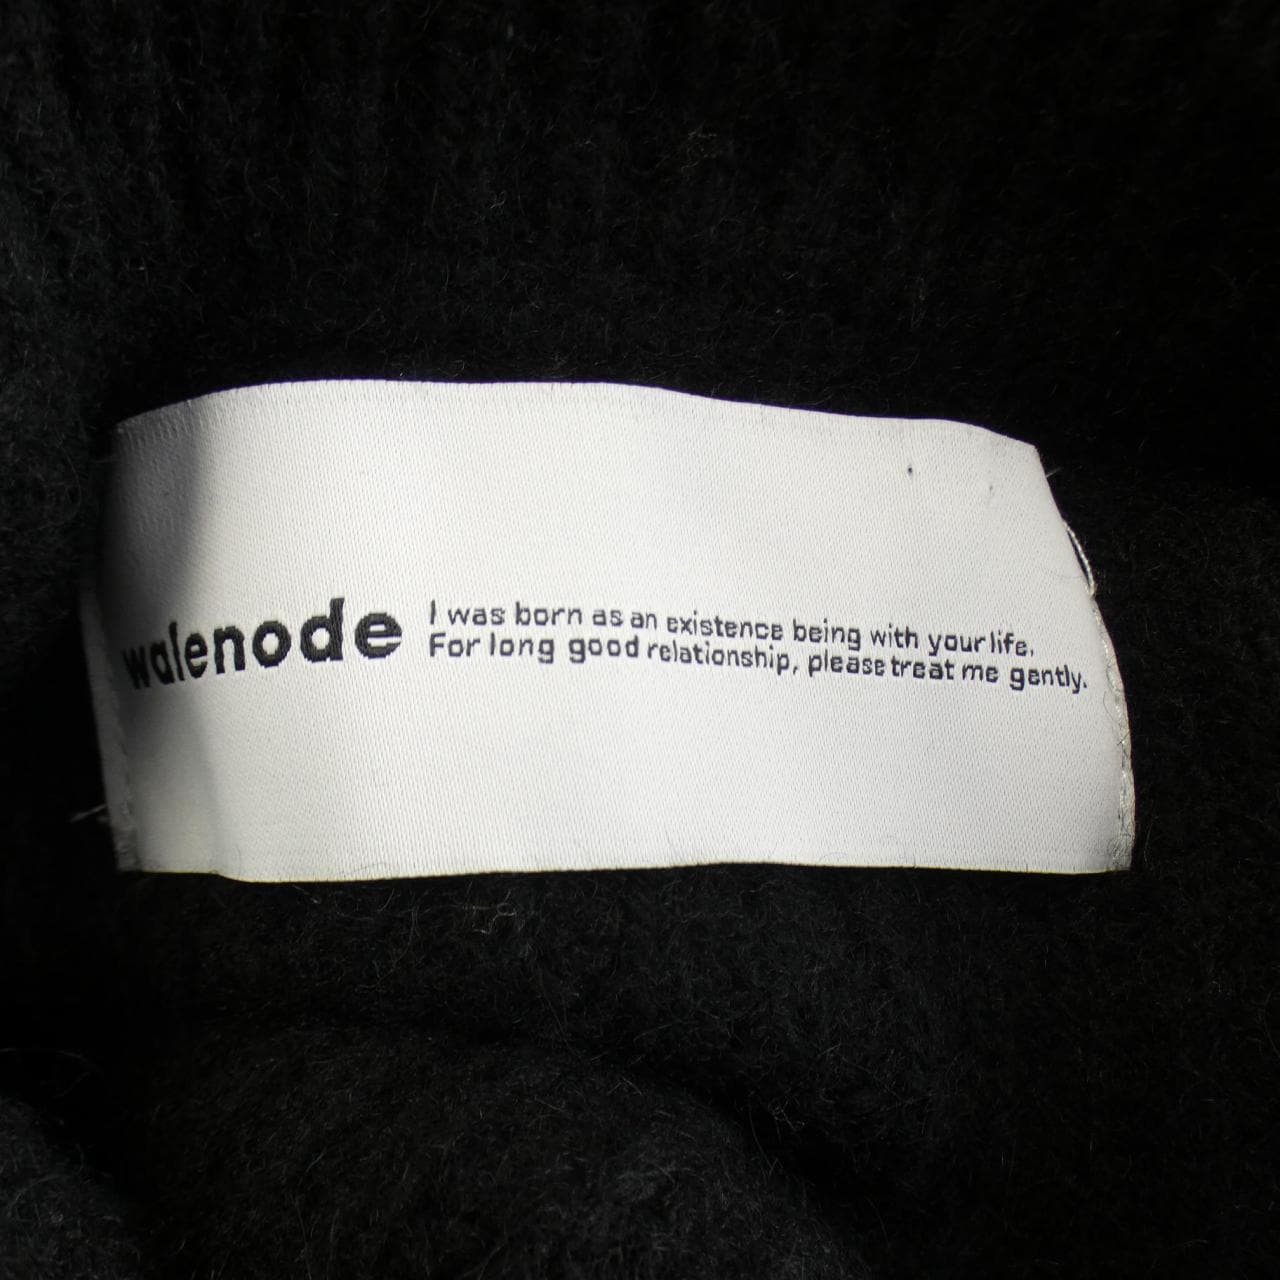 walenode
I was born as an existence being with your life,
For long good relationship, please treat me gently.